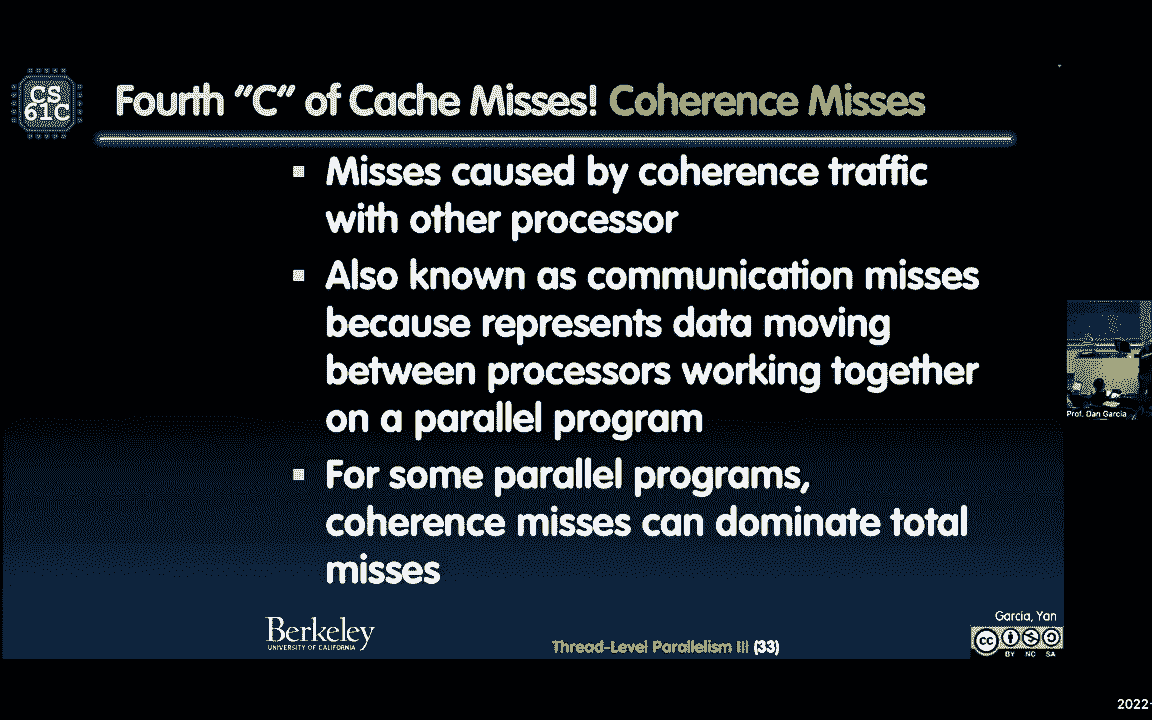 CS
61C
Fourth "C" of Cache Misses! Coherence Misses
▪ Misses caused by coherence traffic
with other processor
▪ Also known as communication misses
because represents data moving
between processors working together
on a parallel program
▪ For some parallel programs,
coherence misses can dominate total
misses
Prof. Dan Garcia
Berkeley
UNIVERSITY OF CALIFORNIA
Thread-Level Parallelism III (33)
Garcia, Yan
cc
BY NC SA
2022-